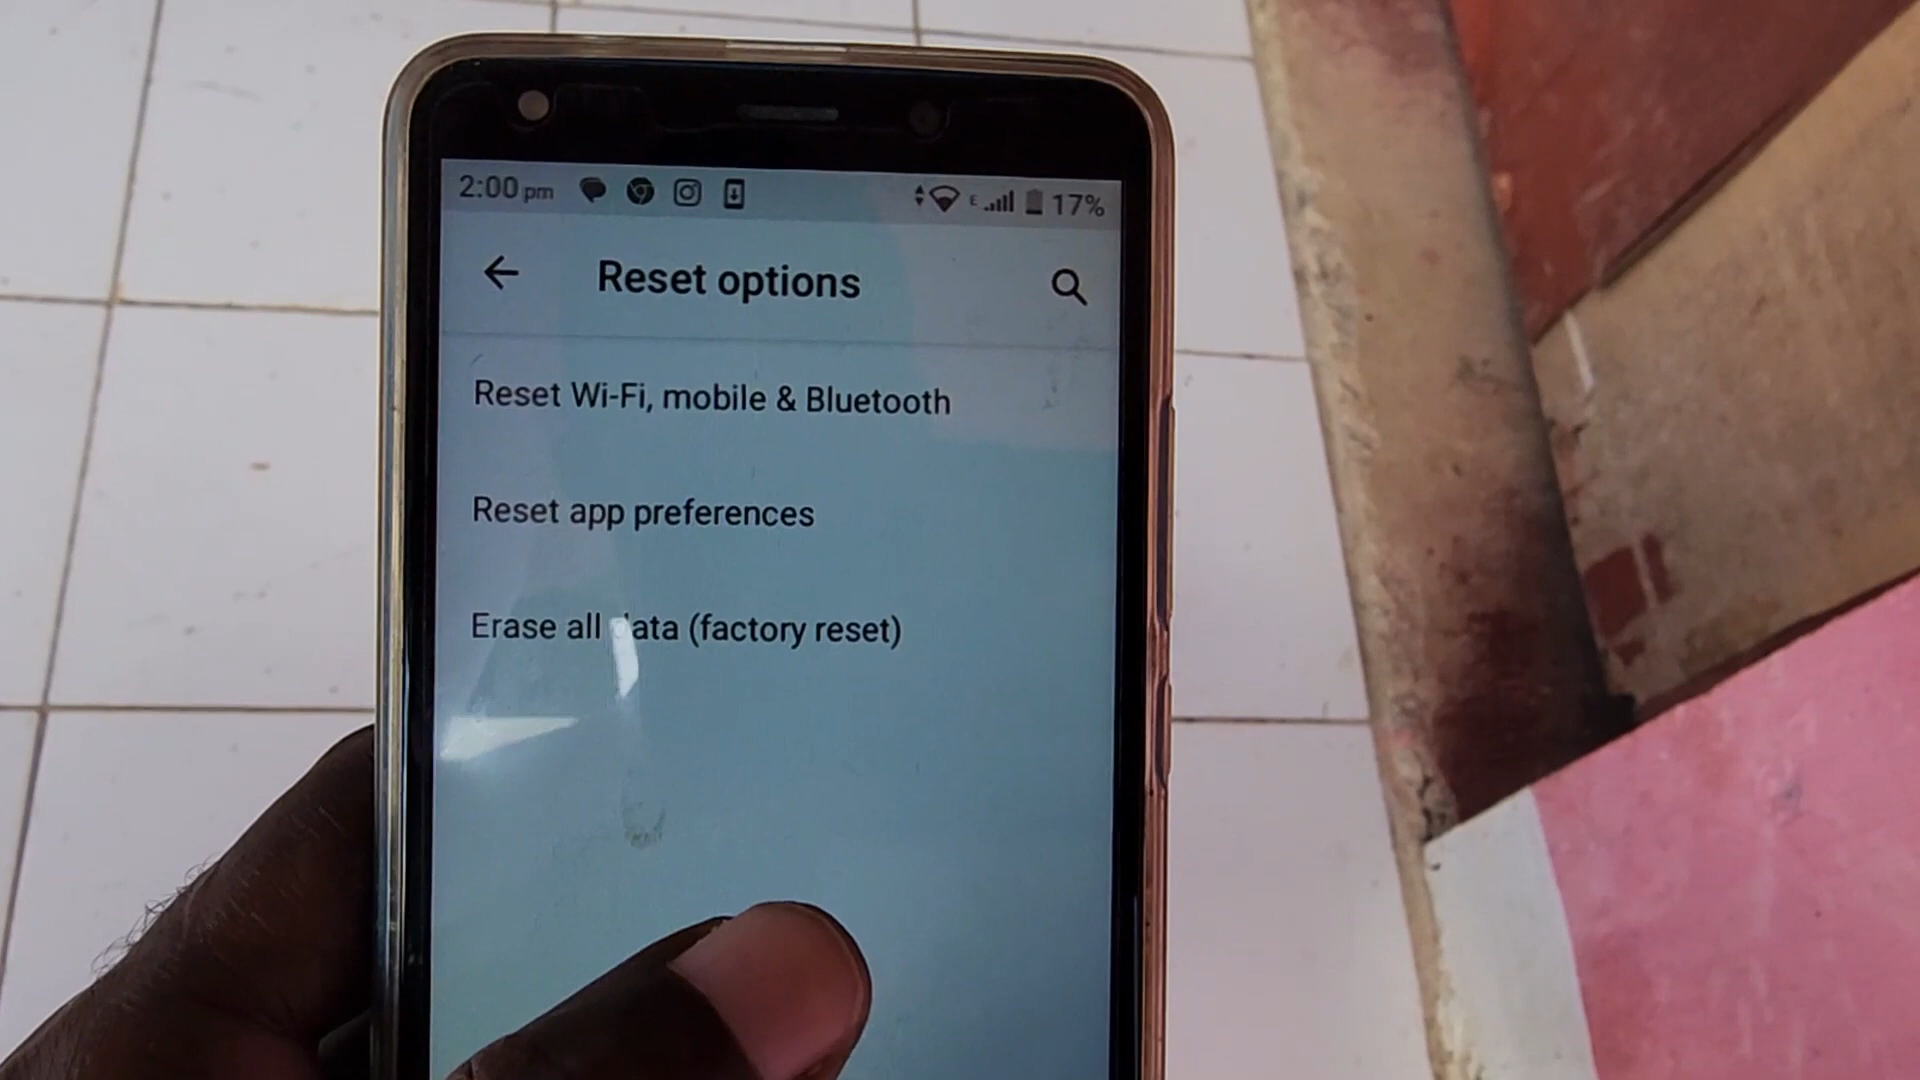 2:00 pm E 17%
Reset options
Reset Wi-Fi, mobile & Bluetooth
Reset app preferences
Erase all data (factory reset)